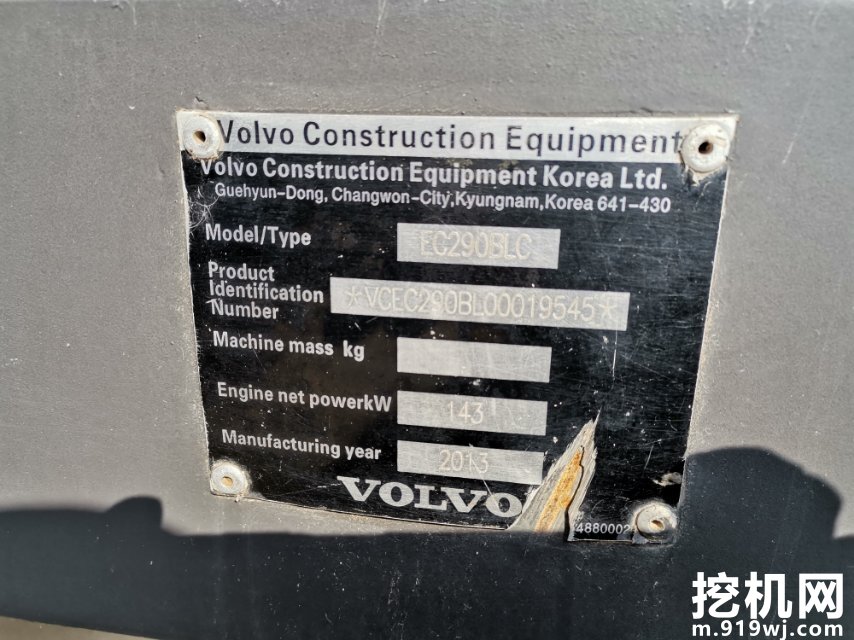 Volvo Construction Equipment
Volvo Construction Equipment Korea Ltd.
Guehyun-Dong, Changwon-City,Kyungnam,Korea 641-430
Model/Type EC290BLC
Product
Identification
Number *VCEC290BL00019545*
Machine mass kg
Engine net powerkW 143
Manufacturing year 2013
VOLVO
挖机网
m.919wj.com